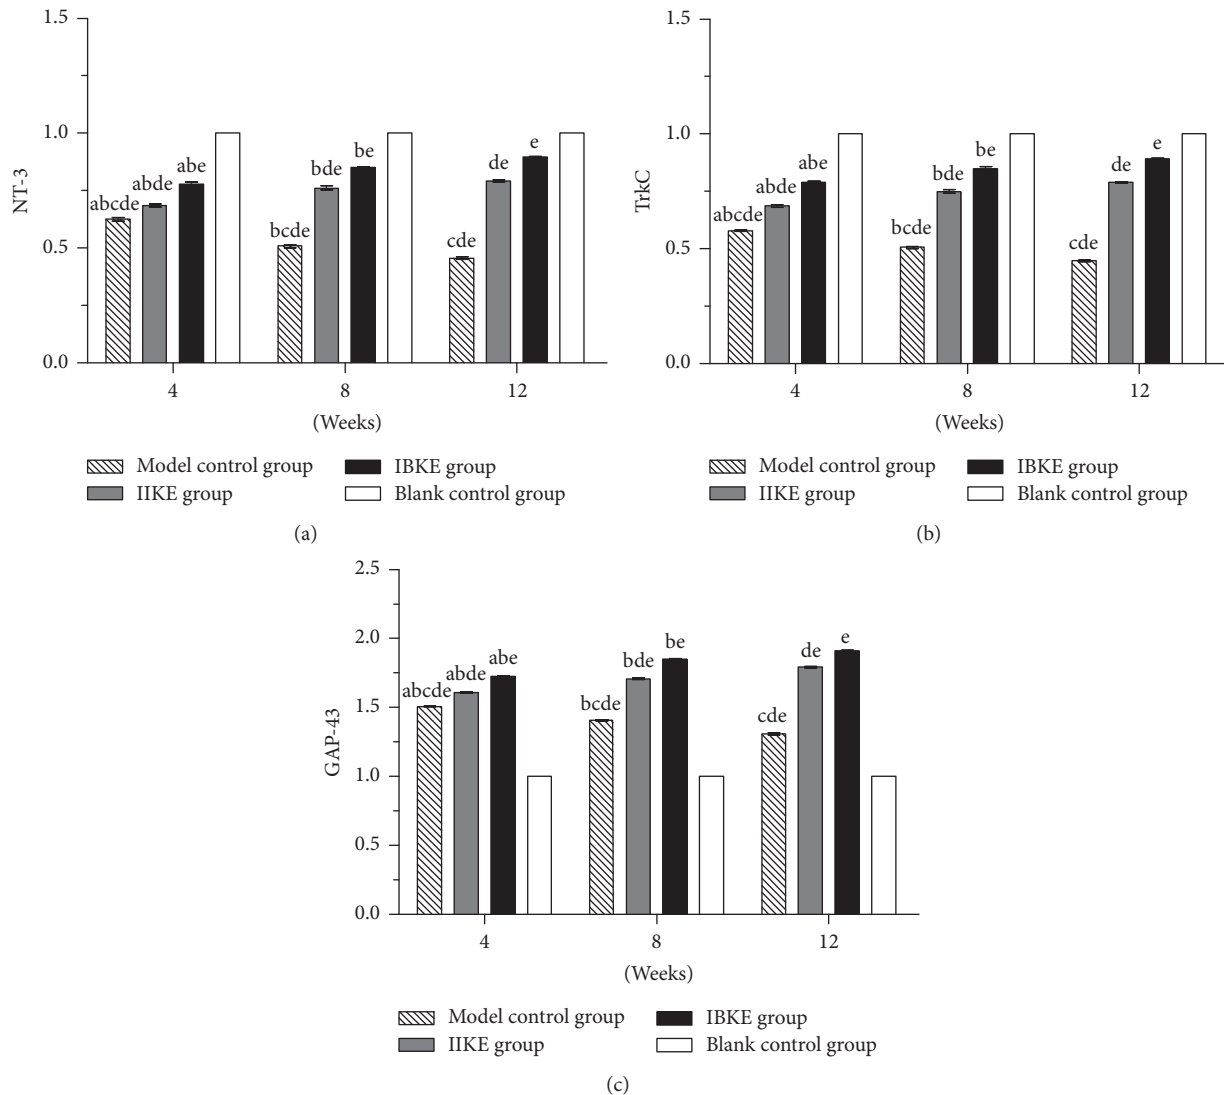 1.5
1.0
0.5
0.0
NT-3
abcde
abde
abe
bcde
bde
be
cde
de
e
4
8
12
(Weeks)
Model control group
IBKE group
IIKE group
Blank control group
(a)
1.5
1.0
0.5
0.0
TrkC
abcde
abde
abe
bcde
bde
be
cde
de
e
4
8
12
(Weeks)
Model control group
IBKE group
IIKE group
Blank control group
(b)
2.5
2.0
1.5
1.0
0.5
0.0
GAP-43
abcde
abde
abe
bcde
bde
be
cde
de
e
4
8
12
(Weeks)
Model control group
IBKE group
IIKE group
Blank control group
(c)